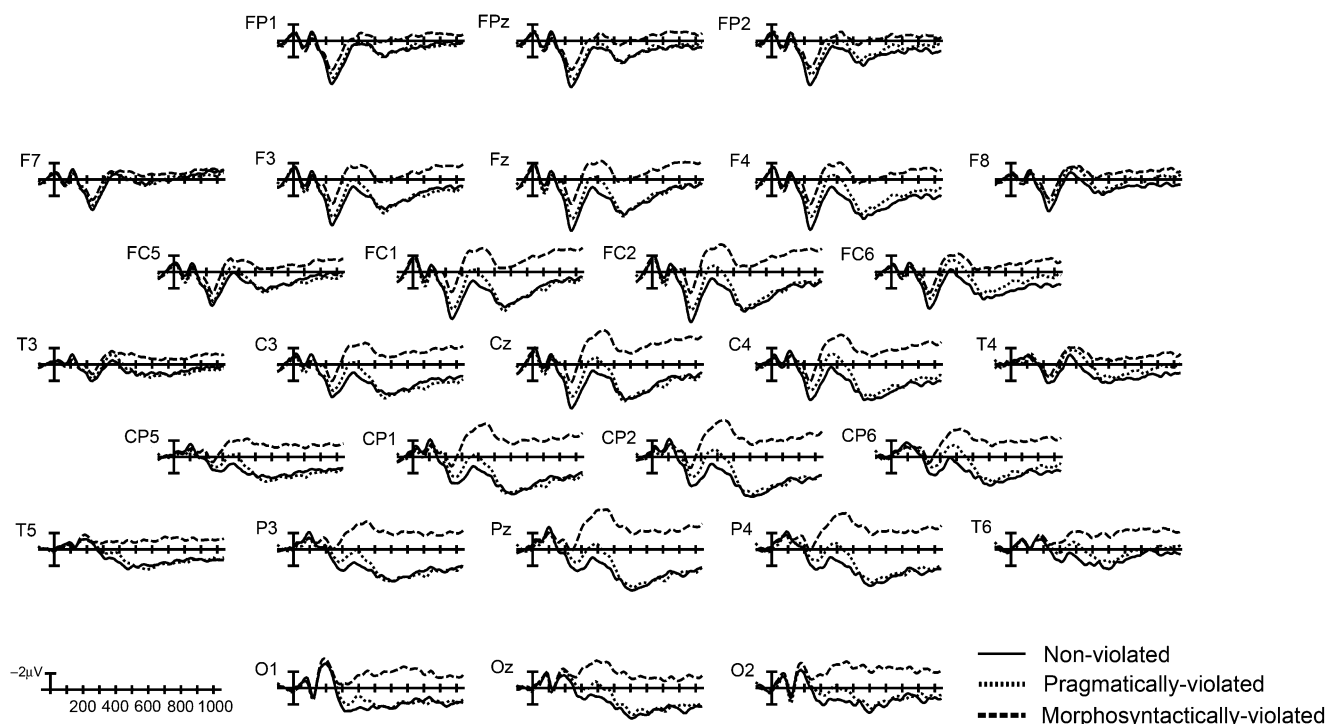 FP1 FPz FP2
F7 F3 Fz F4 F8
FC5 FC1 FC2 FC6
T3 C3 Cz C4 T4
CP5 CP1 CP2 CP6
T5 P3 Pz P4 T6
O1 Oz O2
−2μV
200 400 600 800 1000
Non-violated
Pragmatically-violated
Morphosyntactically-violated